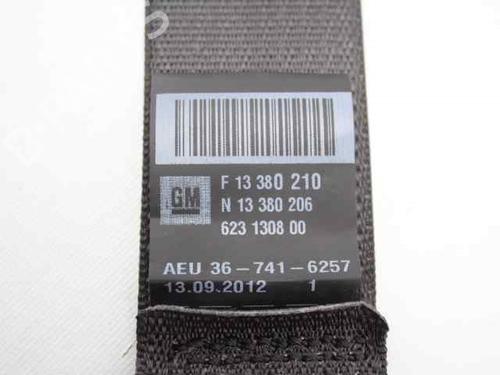 GM
F 13 380 210
N 13 380 206
623 1308 00
AEU 36-741-6257
13.09.2012 1